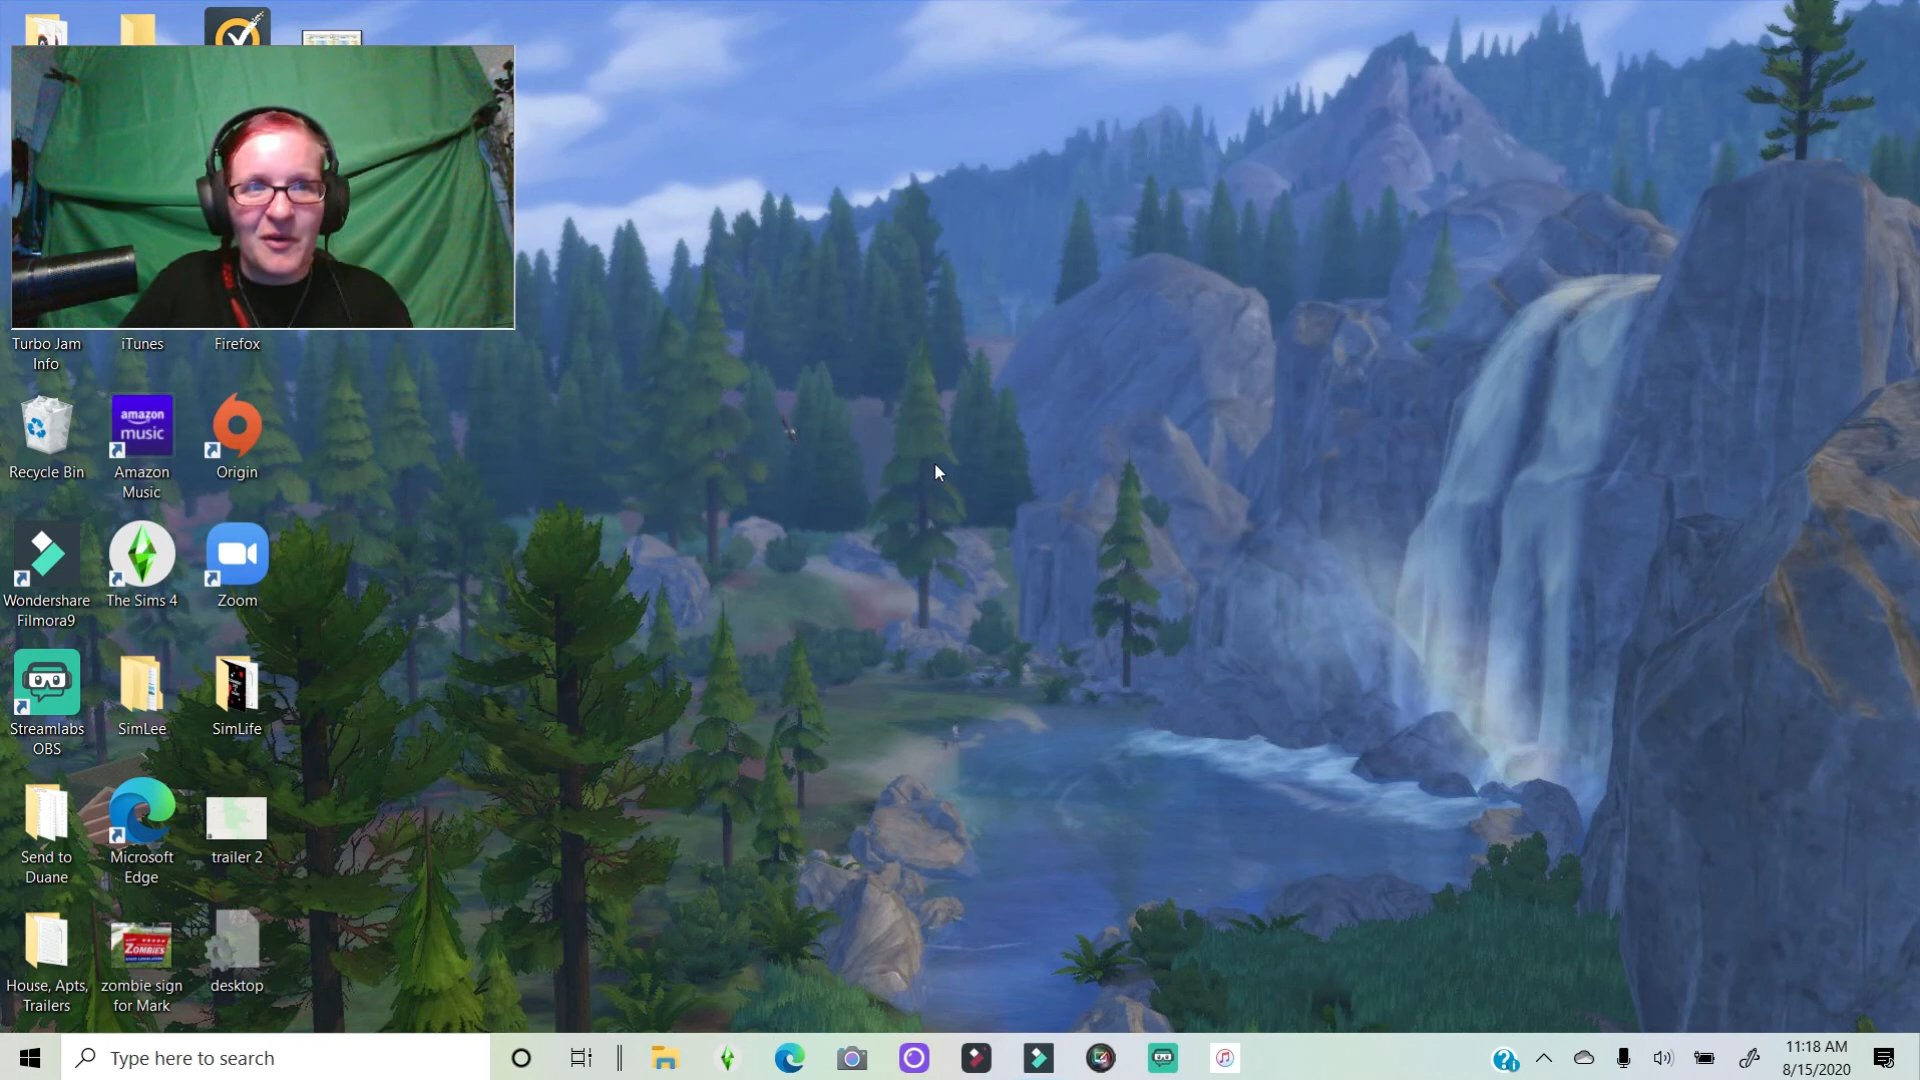 Turbo Jam
Info
iTunes
Firefox
Recycle Bin
amazon
music
Amazon
Music
Origin
Wondershare
Filmora9
The Sims 4
Zoom
Streamlabs
OBS
SimLee
SimLife
Send to
Duane
Microsoft
Edge
trailer 2
House, Apts,
Trailers
ZOMBIES
zombie sign
for Mark
desktop
Type here to search
11:18 AM
8/15/2020